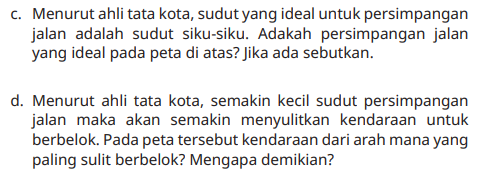 c. Menurut ahli tata kota, sudut yang ideal untuk persimpangan
jalan adalah sudut siku-siku. Adakah persimpangan jalan
yang ideal pada peta di atas? Jika ada sebutkan.
d. Menurut ahli tata kota, semakin kecil sudut persimpangan
jalan maka akan semakin menyulitkan kendaraan untuk
berbelok. Pada peta tersebut kendaraan dari arah mana yang
paling sulit berbelok? Mengapa demikian?